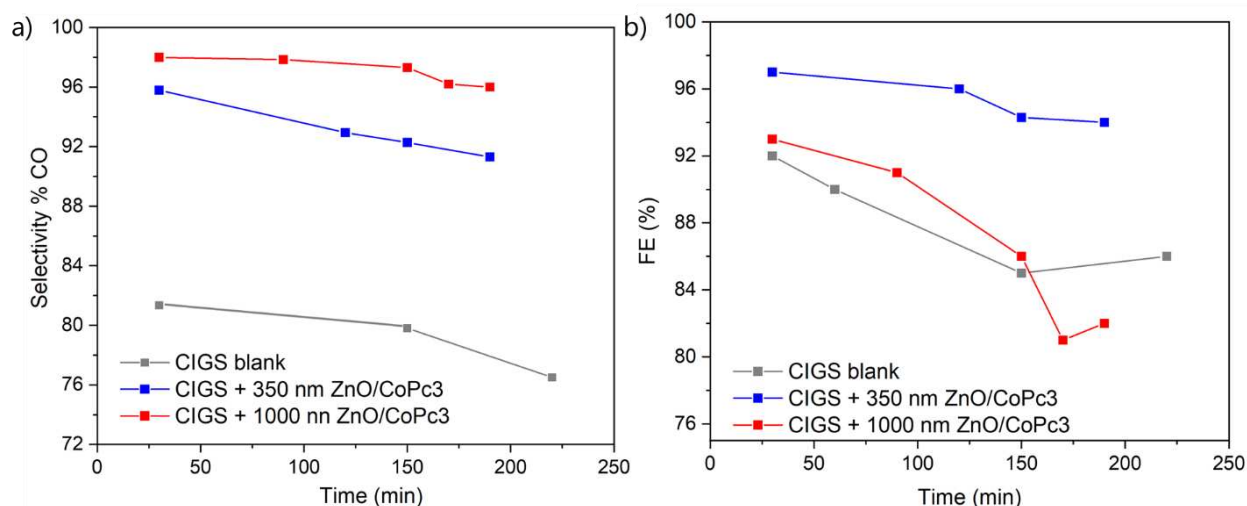 a)
100
96
92
88
84
80
76
72
Selectivity % CO
CIGS blank
CIGS + 350 nm ZnO/CoPc3
CIGS + 1000 nn ZnO/CoPc3
0 50 100 150 200 250
Time (min)
b)
100
96
92
88
84
80
76
FE (%)
CIGS blank
CIGS + 350 nm ZnO/CoPc3
CIGS + 1000 nm ZnO/CoPc3
0 50 100 150 200 250
Time (min)